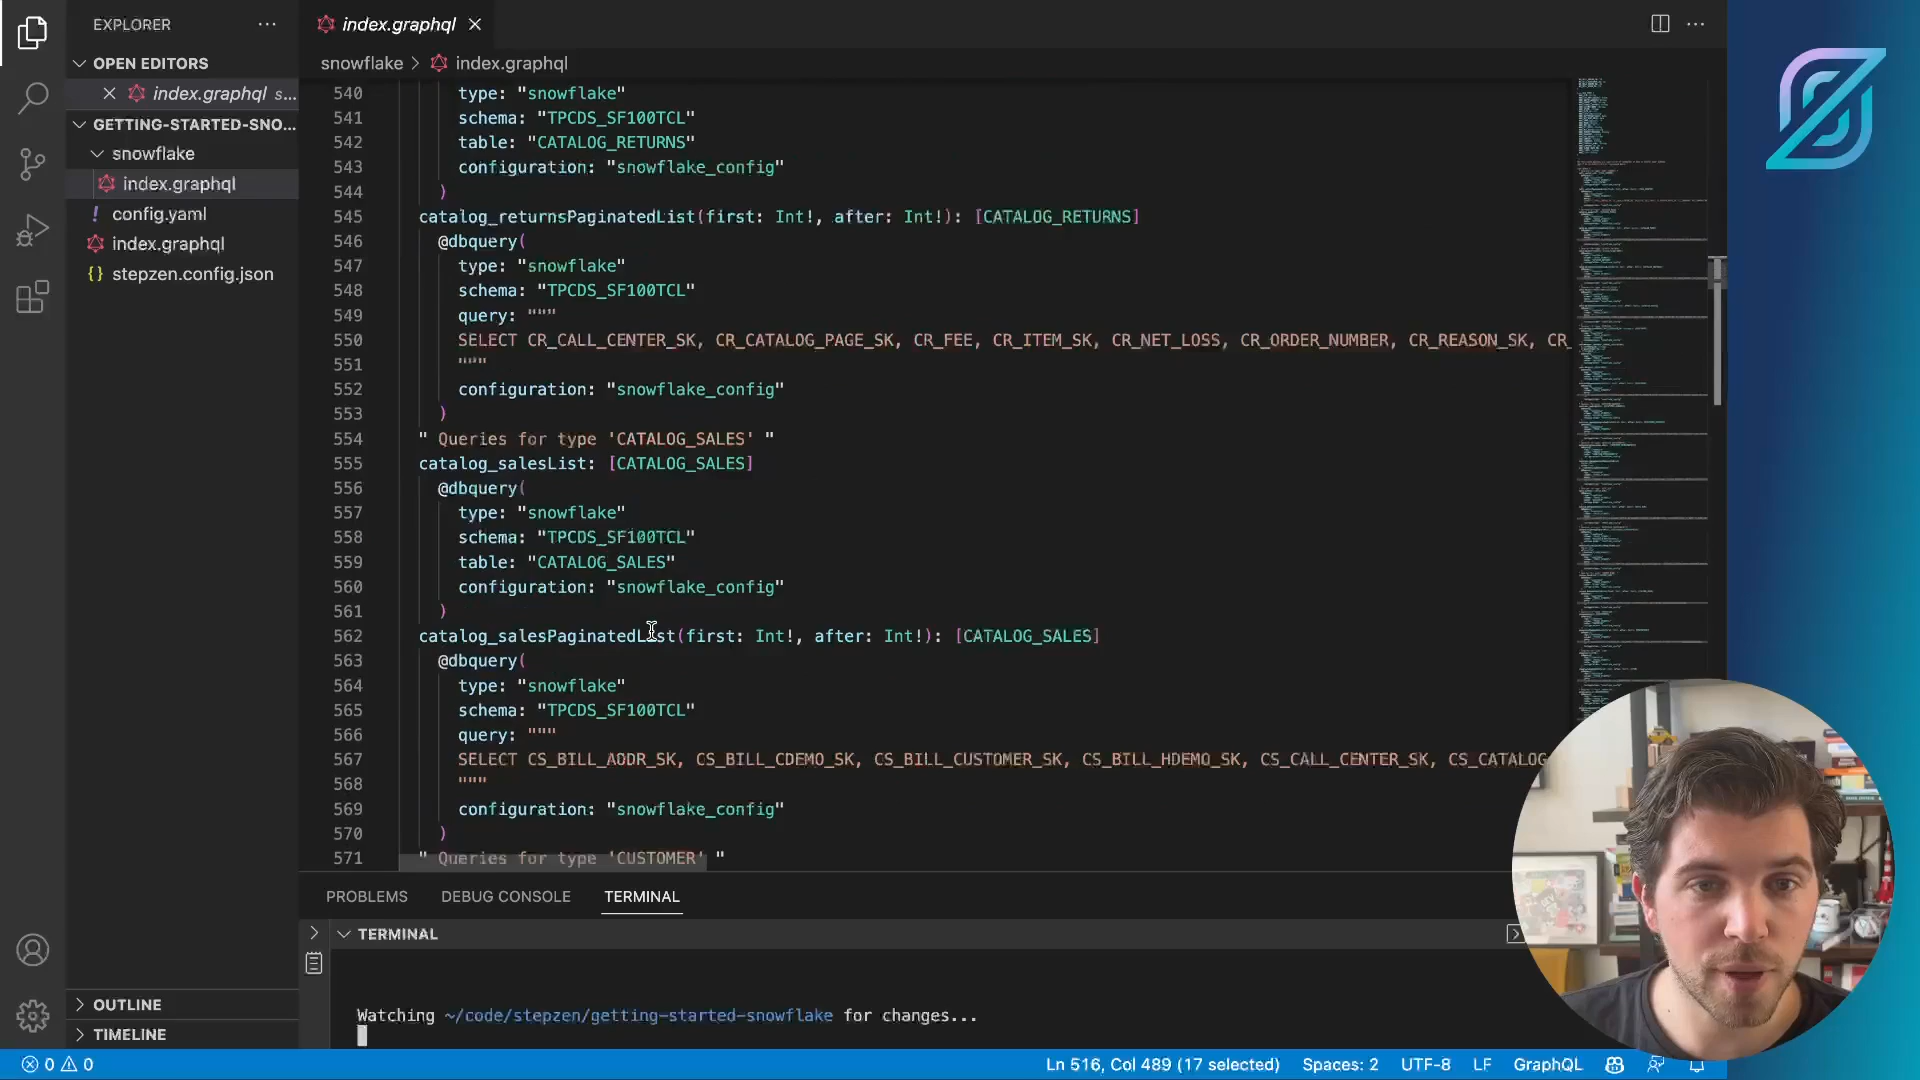 EXPLORER
OPEN EDITORS
index.graphql s...
GETTING-STARTED-SNO...
snowflake
index.graphql
config.yaml
index.graphql
stepzen.config.json
OUTLINE
TIMELINE
index.graphql
snowflake > index.graphql
540 type: "snowflake"
541 schema: "TPCDS_SF100TCL"
542 table: "CATALOG_RETURNS"
543 configuration: "snowflake_config"
544 )
545 catalog_returnsPaginatedList(first: Int!, after: Int!): [CATALOG_RETURNS]
546 @dbquery(
547 type: "snowflake"
548 schema: "TPCDS_SF100TCL"
549 query: """
550 SELECT CR_CALL_CENTER_SK, CR_CATALOG_PAGE_SK, CR_FEE, CR_ITEM_SK, CR_NET_LOSS, CR_ORDER_NUMBER, CR_REASON_SK, CR_
551 """
552 configuration: "snowflake_config"
553 )
554 " Queries for type 'CATALOG_SALES' "
555 catalog_salesList: [CATALOG_SALES]
556 @dbquery(
557 type: "snowflake"
558 schema: "TPCDS_SF100TCL"
559 table: "CATALOG_SALES"
560 configuration: "snowflake_config"
561 )
562 catalog_salesPaginatedList(first: Int!, after: Int!): [CATALOG_SALES]
563 @dbquery(
564 type: "snowflake"
565 schema: "TPCDS_SF100TCL"
566 query: """
567 SELECT CS_BILL_ADDR_SK, CS_BILL_CDEMO_SK, CS_BILL_CUSTOMER_SK, CS_BILL_HDEMO_SK, CS_CALL_CENTER_SK, CS_CATALOG
568 """
569 configuration: "snowflake_config"
570 )
571 " Queries for type 'CUSTOMER' "
PROBLEMS DEBUG CONSOLE TERMINAL
TERMINAL
Watching ~/code/stepzen/getting-started-snowflake for changes...
0 0 Ln 516, Col 489 (17 selected) Spaces: 2 UTF-8 LF GraphQL